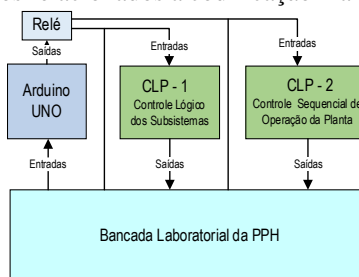 Relé
Saídas
Entradas
Entradas
Arduino
UNO
CLP - 1
Controle Lógico
dos Subsistemas
CLP - 2
Controle Sequencial de
Operação da Planta
Entradas
Saídas
Saídas
Bancada Laboratorial da PPH